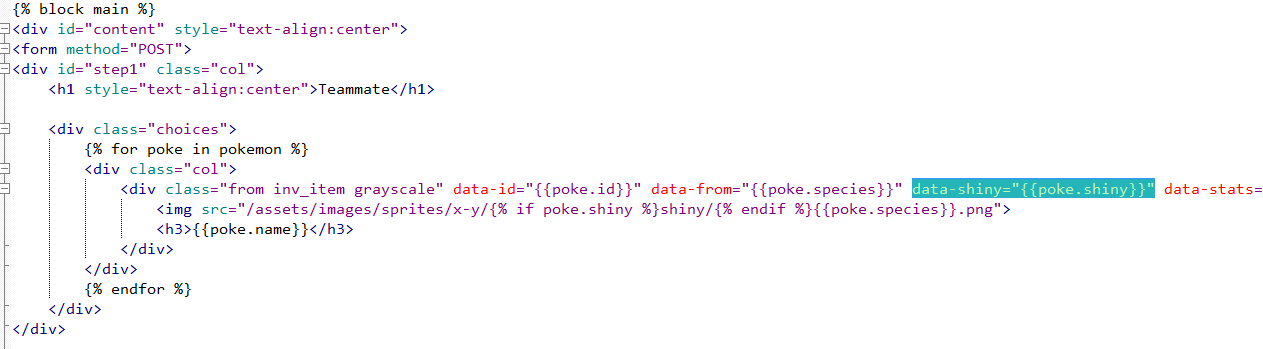 {% block main %}
<div id="content" style="text-align:center">
<form method="POST">
<div id="step1" class="col">
    <h1 style="text-align:center">Teammate</h1>

    <div class="choices">
        {% for poke in pokemon %}
        <div class="col">
            <div class="from inv_item grayscale" data-id="{{poke.id}}" data-from="{{poke.species}}" data-shiny="{{poke.shiny}}" data-stats=
                <img src="/assets/images/sprites/x-y/{% if poke.shiny %}shiny/{% endif %}{{poke.species}}.png">
                <h3>{{poke.name}}</h3>
            </div>
        </div>
        {% endfor %}
    </div>
</div>